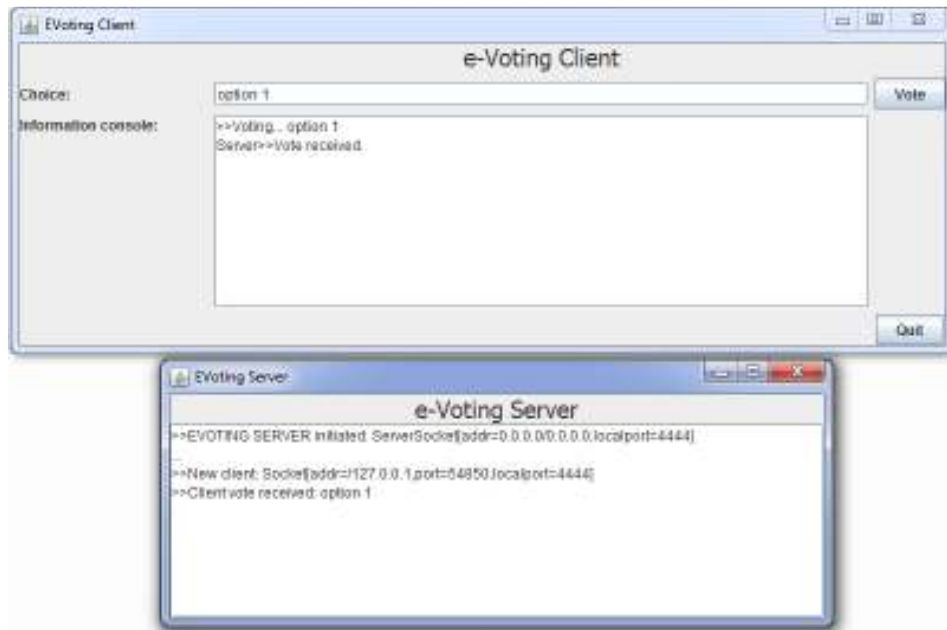 EVoting Client
e-Voting Client
Choice: option 1 Vote
Information console: >>Voting... option 1
Server>>Vote received.
Quit
EVoting Server
e-Voting Server
>>EVOTING SERVER initiated. ServerSocket[addr=0.0.0.0/0.0.0.0,localport=4444]
...
>>New client: Socket[addr=/127.0.0.1,port=54850,localport=4444]
>>Client vote received: option 1